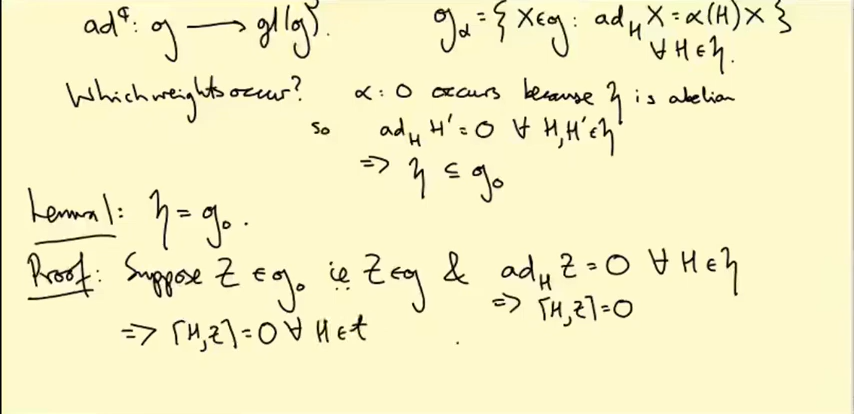 ad^ℂ: 𝔤 ⟶ 𝔤𝔩(𝔤). 𝔤_α = { X∈𝔤 : ad_H X = α(H)X }
∀ H∈𝔥.
Which weights occur? α: 0 occurs because 𝔥 is abelian
so ad_H H' = 0 ∀ H,H'∈𝔥
=> 𝔥 ⊆ 𝔤_0
Lemma 1: 𝔥 = 𝔤_0.
Proof: Suppose Z ∈ 𝔤_0 ie Z∈𝔤 & ad_H Z = 0 ∀ H∈𝔥
=> [H,Z]=0
=> [H,Z]=0 ∀ H∈t